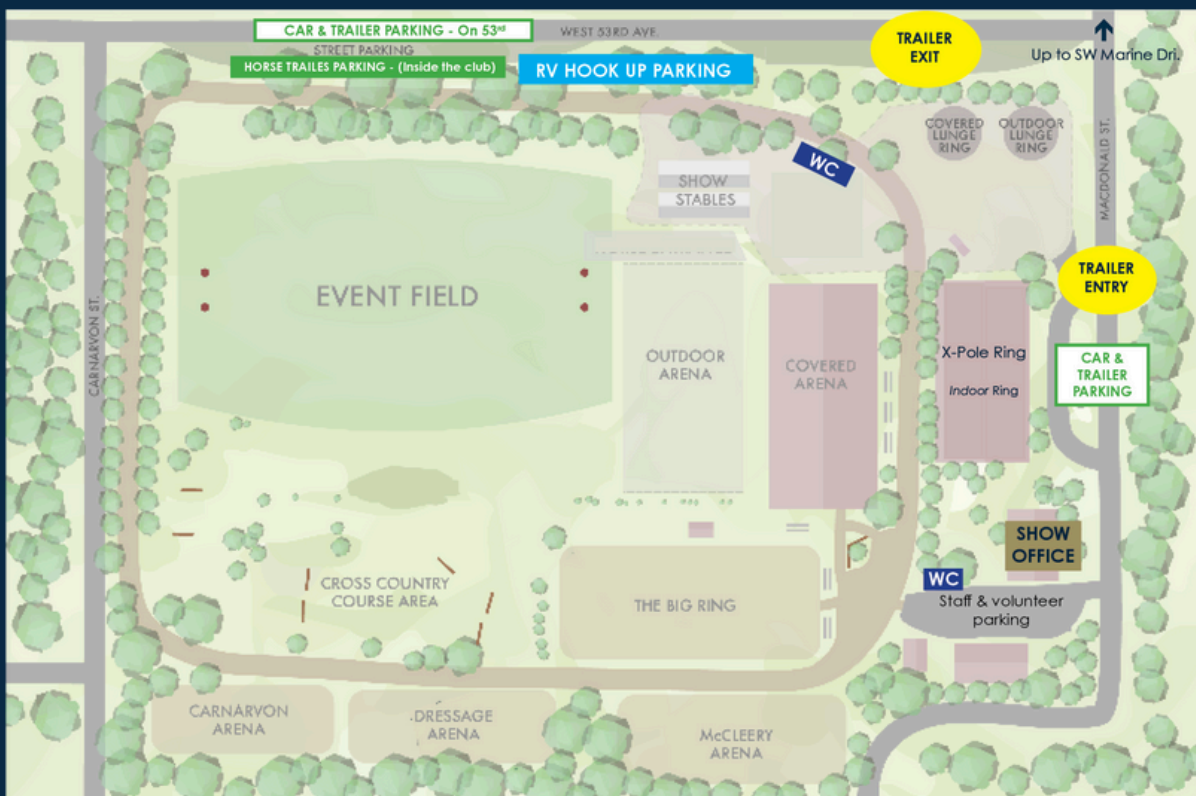 CAR & TRAILER PARKING - On 53rd
WEST 53RD AVE.
STREET PARKING
HORSE TRAILES PARKING - (Inside the club)
RV HOOK UP PARKING
TRAILER
EXIT
Up to SW Marine Dri.
COVERED
LUNGE
RING
OUTDOOR
LUNGE
RING
WC
SHOW
STABLES
MACDONALD ST.
TRAILER
ENTRY
EVENT FIELD
CARNARVON ST.
OUTDOOR
ARENA
COVERED
ARENA
X-Pole Ring
Indoor Ring
CAR &
TRAILER
PARKING
SHOW
OFFICE
WC
Staff & volunteer
parking
CROSS COUNTRY
COURSE AREA
THE BIG RING
CARNARVON
ARENA
DRESSAGE
ARENA
McCLEERY
ARENA